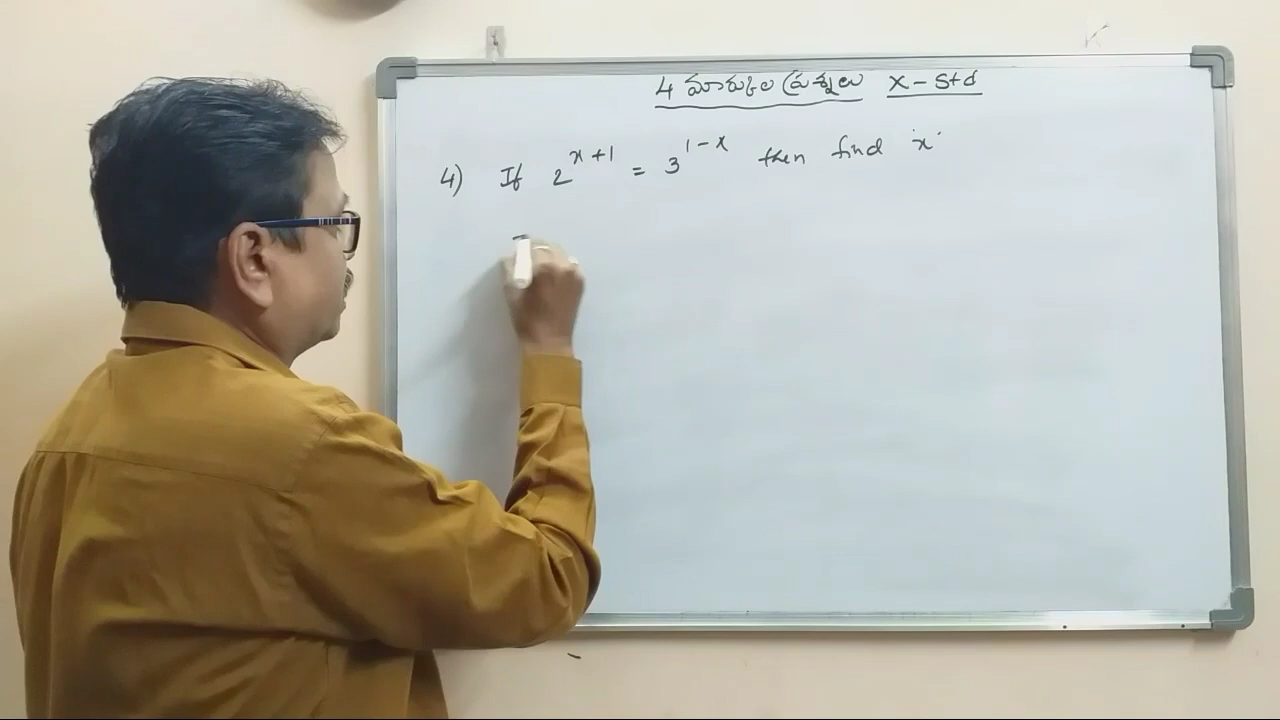 4 మార్కుల ప్రశ్నలు X - Std
4) If 2^{x+1} = 3^{1-x} then find 'x'